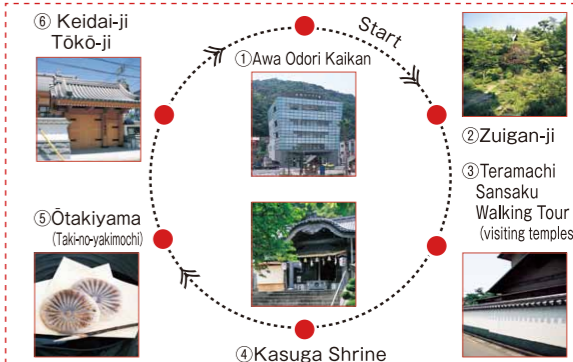 Start
①Awa Odori Kaikan
②Zuigan-ji
③Teramachi
Sansaku
Walking Tour
(visiting temples)
④Kasuga Shrine
⑤Ōtakiyama
(Taki-no-yakimochi)
⑥ Keidai-ji
Tōkō-ji